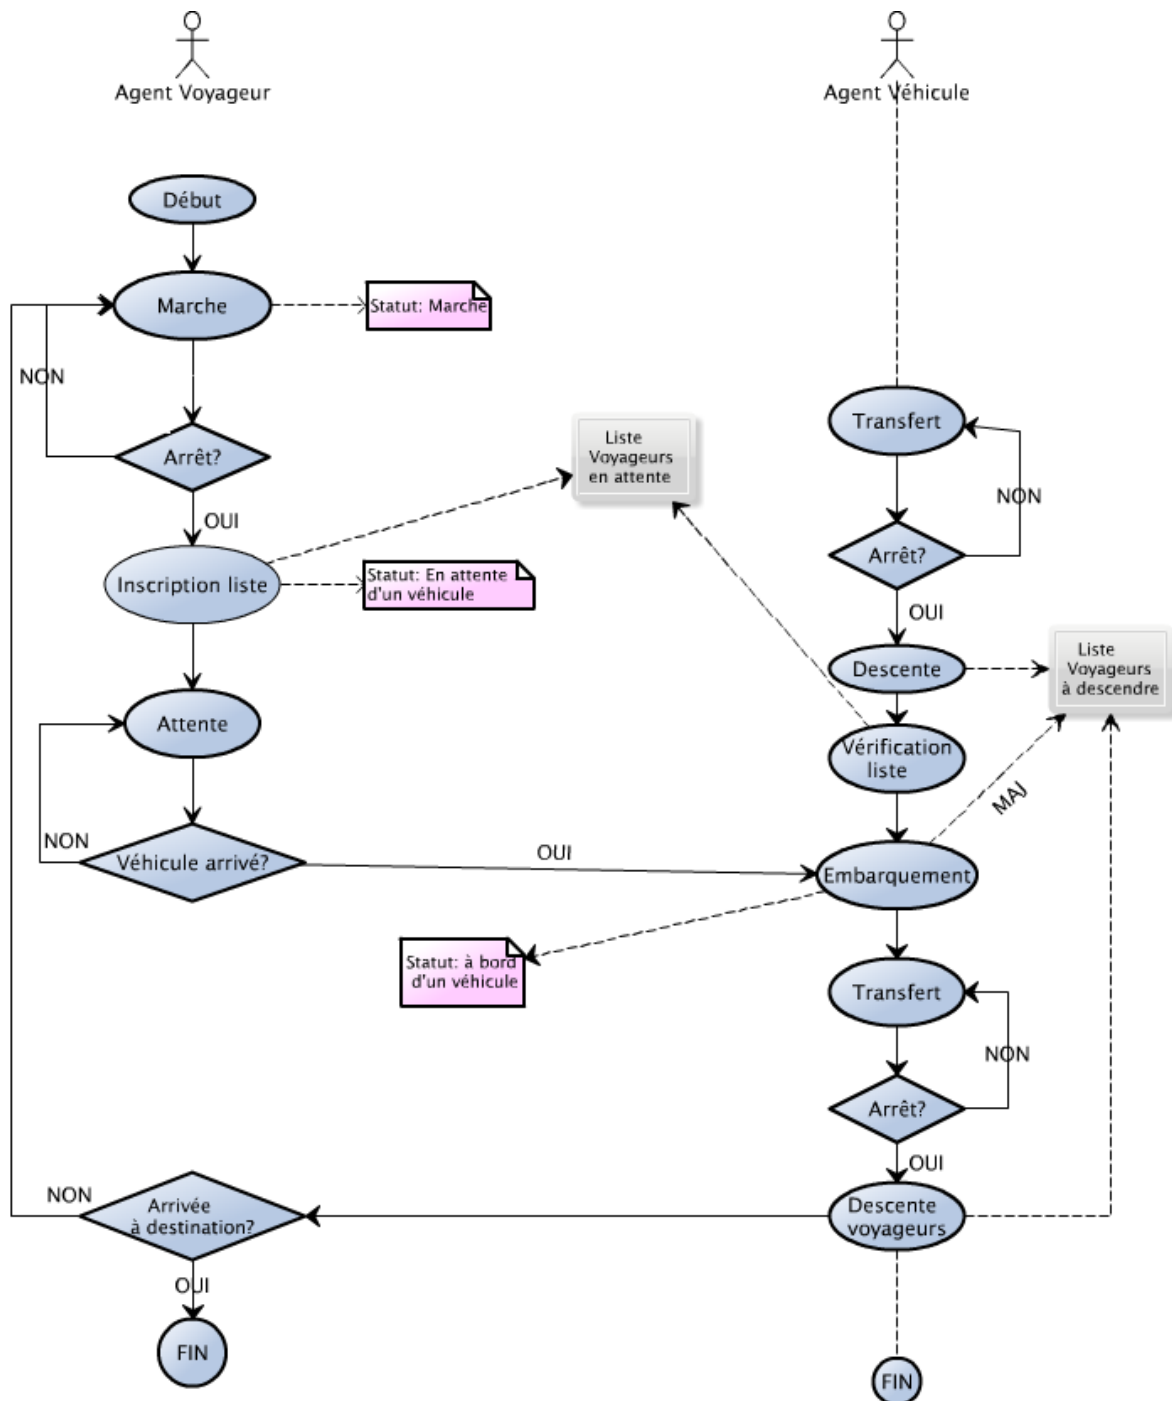 Agent Voyageur
Agent Véhicule
Début
Marche
Statut: Marche
NON
Arrêt?
OUI
Inscription liste
Statut: En attente
d'un véhicule
Liste
Voyageurs
en attente
Transfert
NON
Arrêt?
OUI
Descente
Liste
Voyageurs
à descendre
Vérification
liste
MAJ
Attente
NON
Véhicule arrivé?
OUI
Embarquement
Statut: à bord
d'un véhicule
Transfert
NON
Arrêt?
OUI
Descente
voyageurs
NON
Arrivée
à destination?
OUI
FIN
FIN